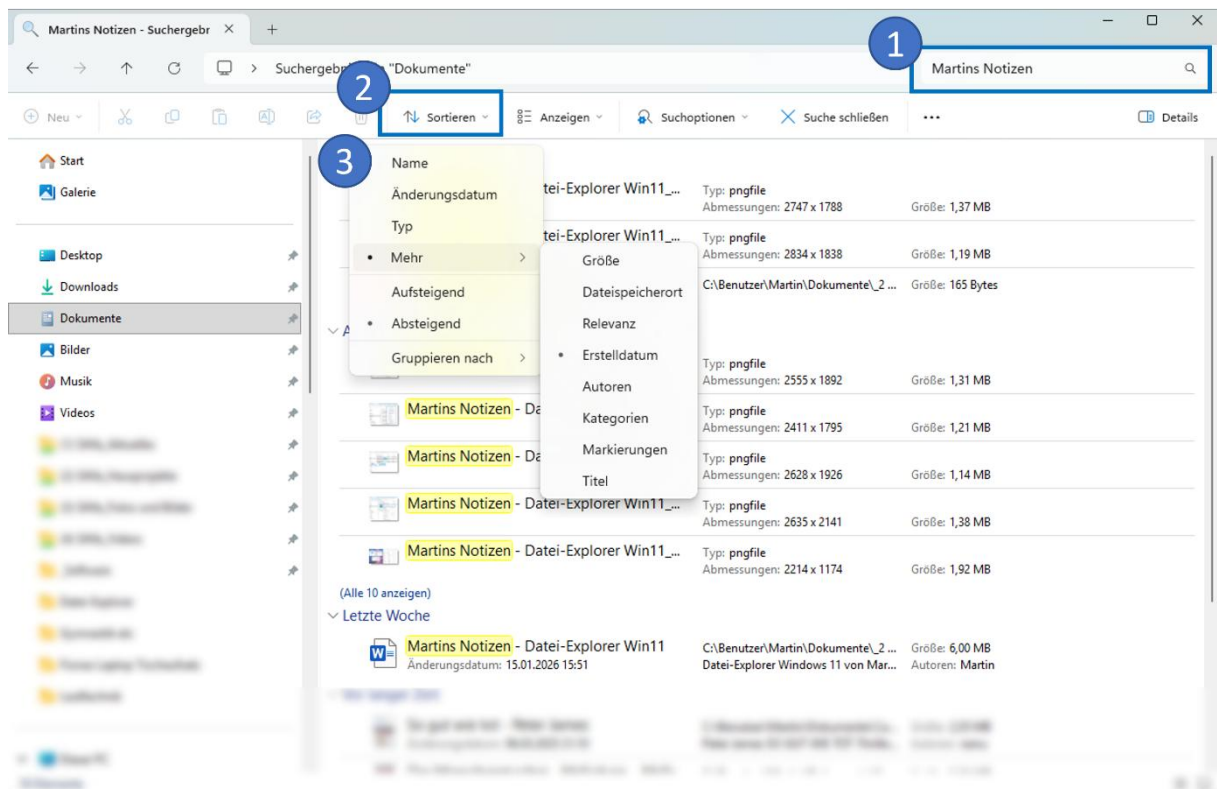 Martins Notizen - Suchergebr
1
Suchergebn "Dokumente"
Martins Notizen
2
Neu
Sortieren
Anzeigen
Suchoptionen
Suche schließen
Details
Start
Galerie
Desktop
Downloads
Dokumente
Bilder
Musik
Videos
3
Name
Änderungsdatum
Typ
Mehr
Aufsteigend
Absteigend
Gruppieren nach
Größe
Dateispeicherort
Relevanz
Erstelldatum
Autoren
Kategorien
Markierungen
Titel
tei-Explorer Win11_...
Typ: pngfile
Abmessungen: 2747 x 1788 Größe: 1,37 MB
tei-Explorer Win11_...
Typ: pngfile
Abmessungen: 2834 x 1838 Größe: 1,19 MB
C:\Benutzer\Martin\Dokumente\_2 ... Größe: 165 Bytes
A
Typ: pngfile
Abmessungen: 2555 x 1892 Größe: 1,31 MB
Martins Notizen - Da
Typ: pngfile
Abmessungen: 2411 x 1795 Größe: 1,21 MB
Martins Notizen - Da
Typ: pngfile
Abmessungen: 2628 x 1926 Größe: 1,14 MB
Martins Notizen - Datei-Explorer Win11_...
Typ: pngfile
Abmessungen: 2635 x 2141 Größe: 1,38 MB
Martins Notizen - Datei-Explorer Win11_...
Typ: pngfile
Abmessungen: 2214 x 1174 Größe: 1,92 MB
(Alle 10 anzeigen)
Letzte Woche
Martins Notizen - Datei-Explorer Win11
Änderungsdatum: 15.01.2026 15:51
C:\Benutzer\Martin\Dokumente\_2 ... Größe: 6,00 MB
Datei-Explorer Windows 11 von Mar... Autoren: Martin